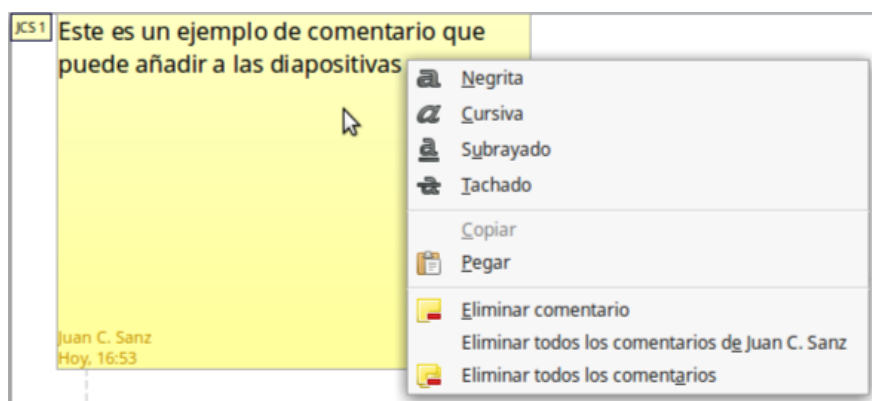 JCS 1
Este es un ejemplo de comentario que
puede añadir a las diapositivas
Negrita
Cursiva
Subrayado
Tachado
Copiar
Pegar
Eliminar comentario
Eliminar todos los comentarios de Juan C. Sanz
Eliminar todos los comentarios
Juan C. Sanz
Hoy, 16:53